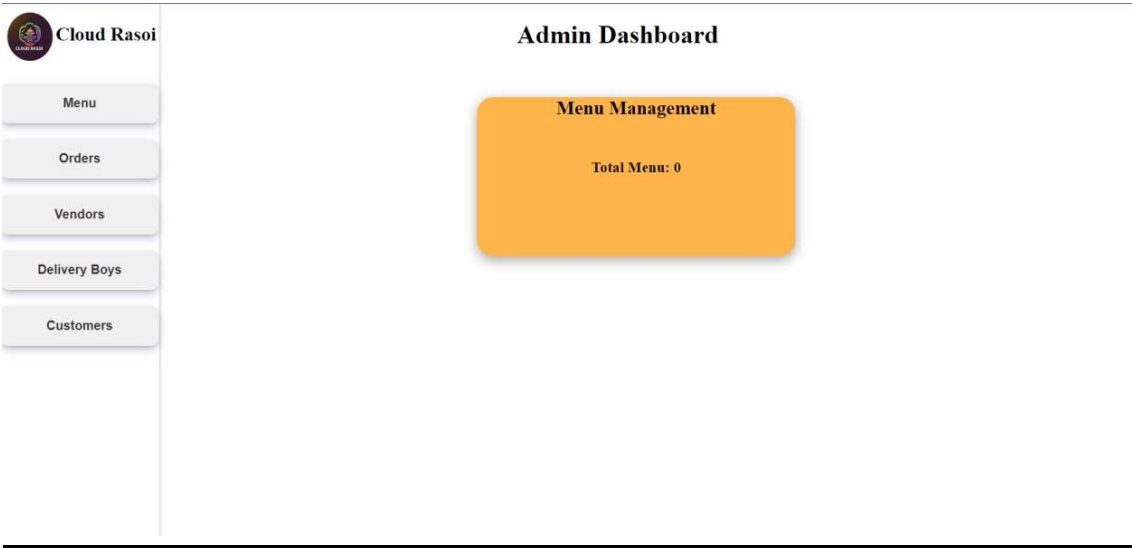 Cloud Rasoi
Admin Dashboard
Menu
Orders
Vendors
Delivery Boys
Customers
Menu Management
Total Menu: 0